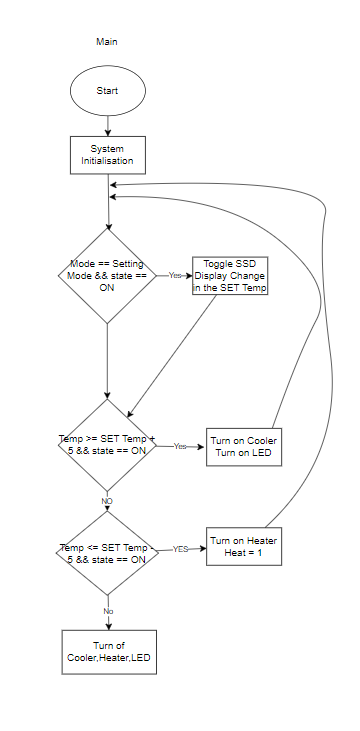 Main
Start
System
Initialisation
Mode == Setting
Mode && state ==
ON
Yes
Toggle SSD
Display Change
in the SET Temp
Temp >= SET Temp +
5 && state == ON
Yes
Turn on Cooler
Turn on LED
NO
Temp <= SET Temp -
5 && state == ON
YES
Turn on Heater
Heat = 1
No
Turn of
Cooler,Heater,LED